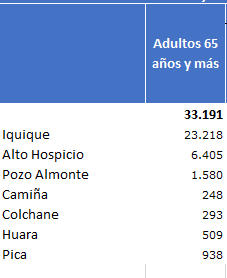 Adultos 65
años y más
33.191
Iquique 23.218
Alto Hospicio 6.405
Pozo Almonte 1.580
Camiña 248
Colchane 293
Huara 509
Pica 938